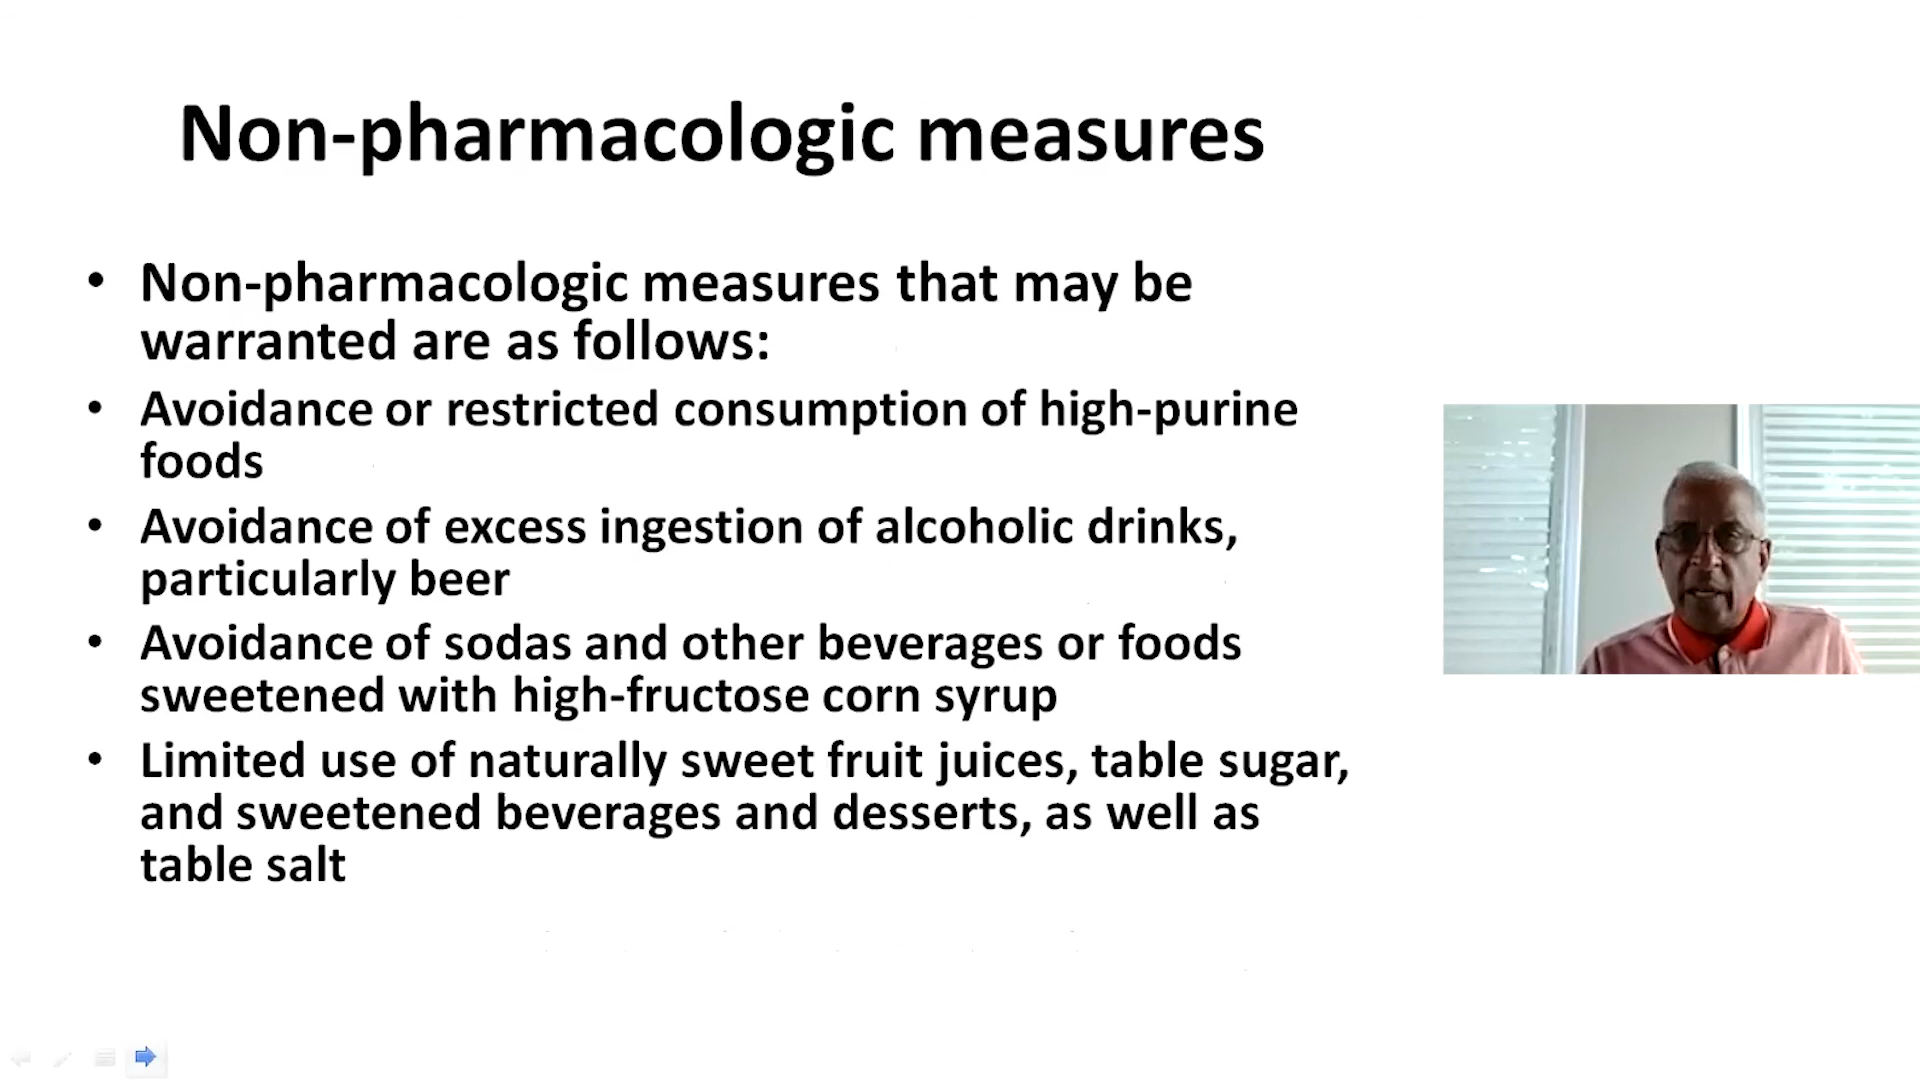 Non-pharmacologic measures
• Non-pharmacologic measures that may be
warranted are as follows:
• Avoidance or restricted consumption of high-purine
foods
• Avoidance of excess ingestion of alcoholic drinks,
particularly beer
• Avoidance of sodas and other beverages or foods
sweetened with high-fructose corn syrup
• Limited use of naturally sweet fruit juices, table sugar,
and sweetened beverages and desserts, as well as
table salt